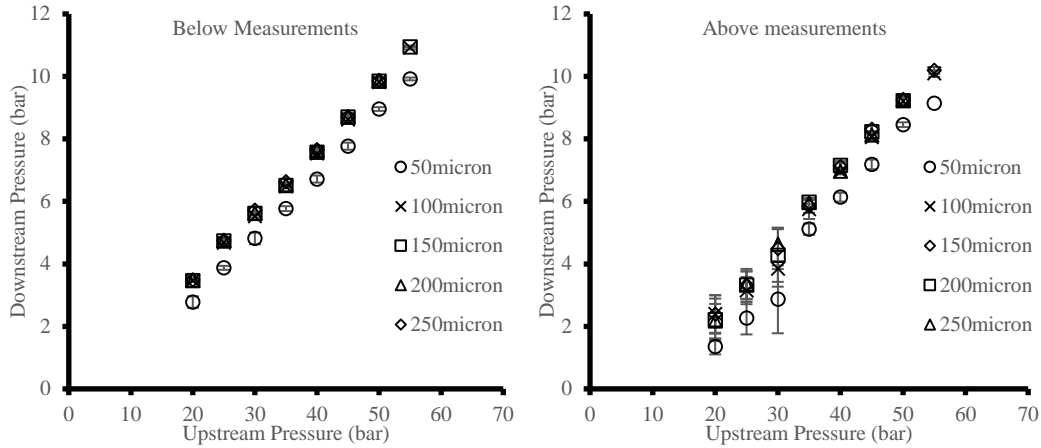 Below Measurements
Downstream Pressure (bar)
12
10
8
6
4
2
0
0 10 20 30 40 50 60 70
Upstream Pressure (bar)
50micron
100micron
150micron
200micron
250micron
Above measurements
Downstream Pressure (bar)
12
10
8
6
4
2
0
0 10 20 30 40 50 60 70
Upstream Pressure (bar)
50micron
100micron
150micron
200micron
250micron